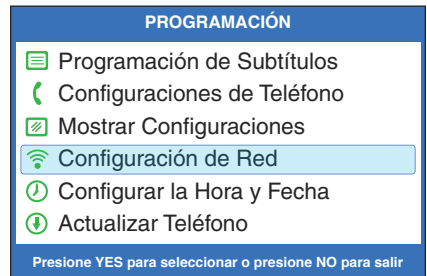 PROGRAMACIÓN
Programación de Subtítulos
Configuraciones de Teléfono
Mostrar Configuraciones
Configuración de Red
Configurar la Hora y Fecha
Actualizar Teléfono
Presione YES para seleccionar o presione NO para salir